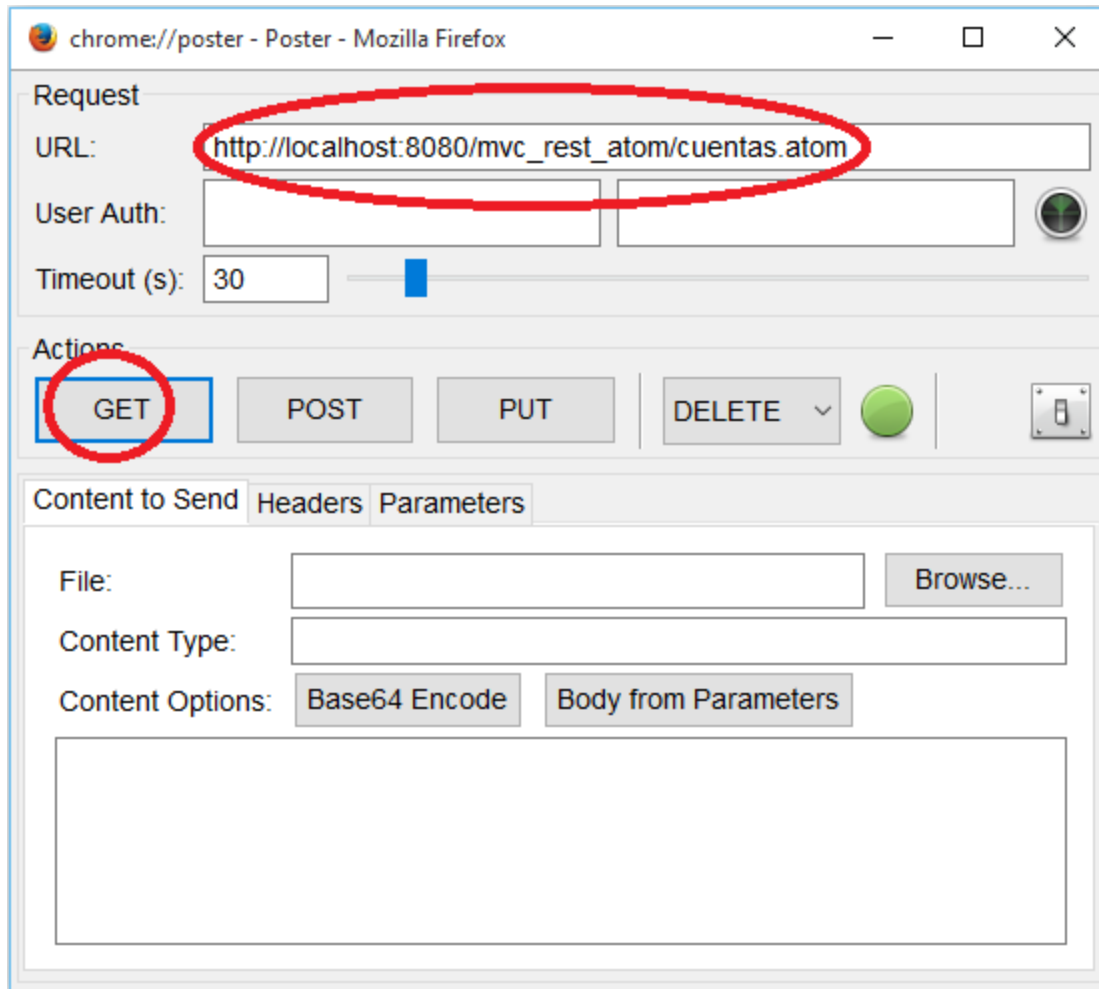 chrome://poster - Poster - Mozilla Firefox
Request
URL: http://localhost:8080/mvc_rest_atom/cuentas.atom
User Auth:
Timeout (s): 30
Actions
GET POST PUT DELETE
Content to Send Headers Parameters
File: Browse...
Content Type:
Content Options: Base64 Encode Body from Parameters